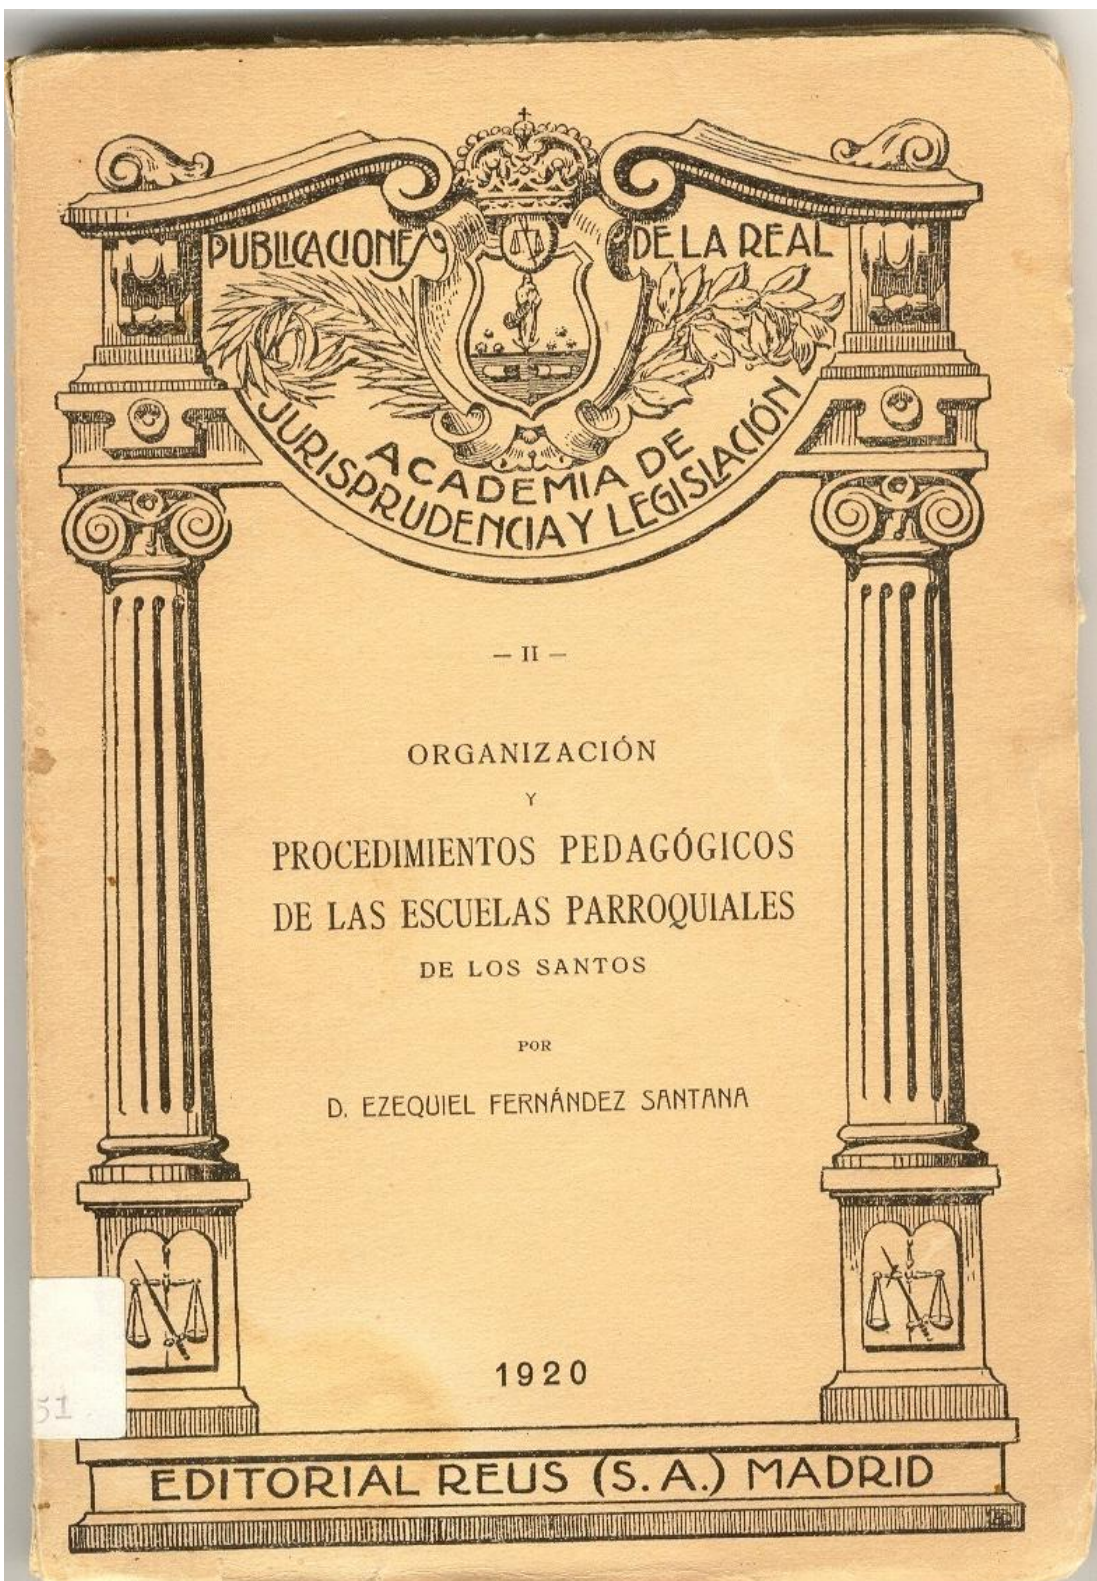 PUBLICACIONES DE LA REAL
ACADEMIA DE
JURISPRUDENCIA Y LEGISLACIÓN
— II —
ORGANIZACIÓN
Y
PROCEDIMIENTOS PEDAGÓGICOS
DE LAS ESCUELAS PARROQUIALES
DE LOS SANTOS
POR
D. EZEQUIEL FERNÁNDEZ SANTANA
1920
51
EDITORIAL REUS (S. A.) MADRID